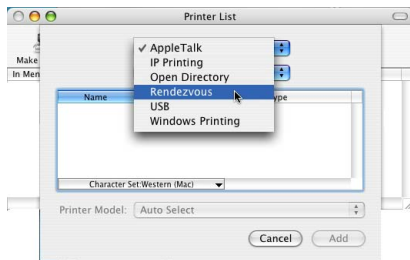 Printer List
✓ AppleTalk
IP Printing
Open Directory
Rendezvous
USB
Windows Printing
Make
In Men
Name
ype
Character Set:Western (Mac)
Printer Model: Auto Select
Cancel Add